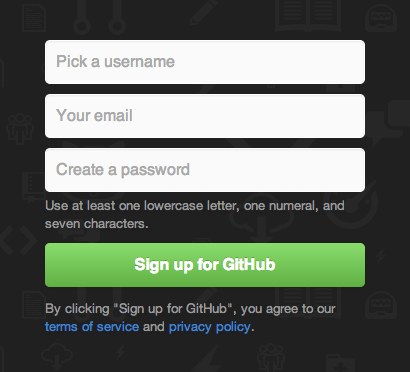 Pick a username
Your email
Create a password
Use at least one lowercase letter, one numeral, and
seven characters.
Sign up for GitHub
By clicking "Sign up for GitHub", you agree to our
terms of service and privacy policy.